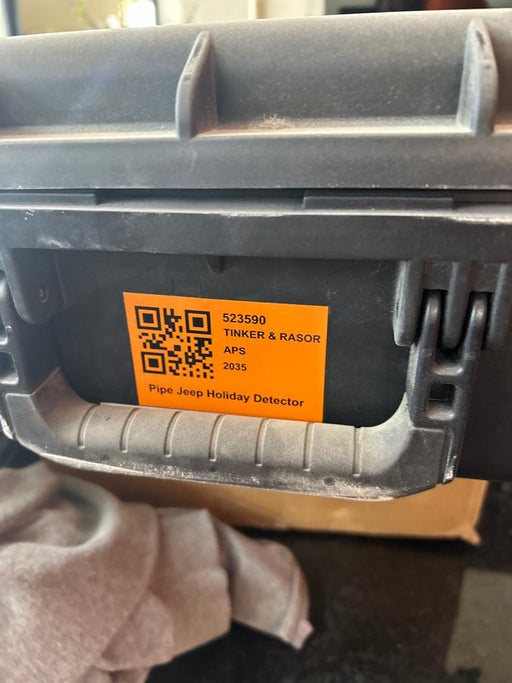 523590
TINKER & RASOR
APS
2035
Pipe Jeep Holiday Detector